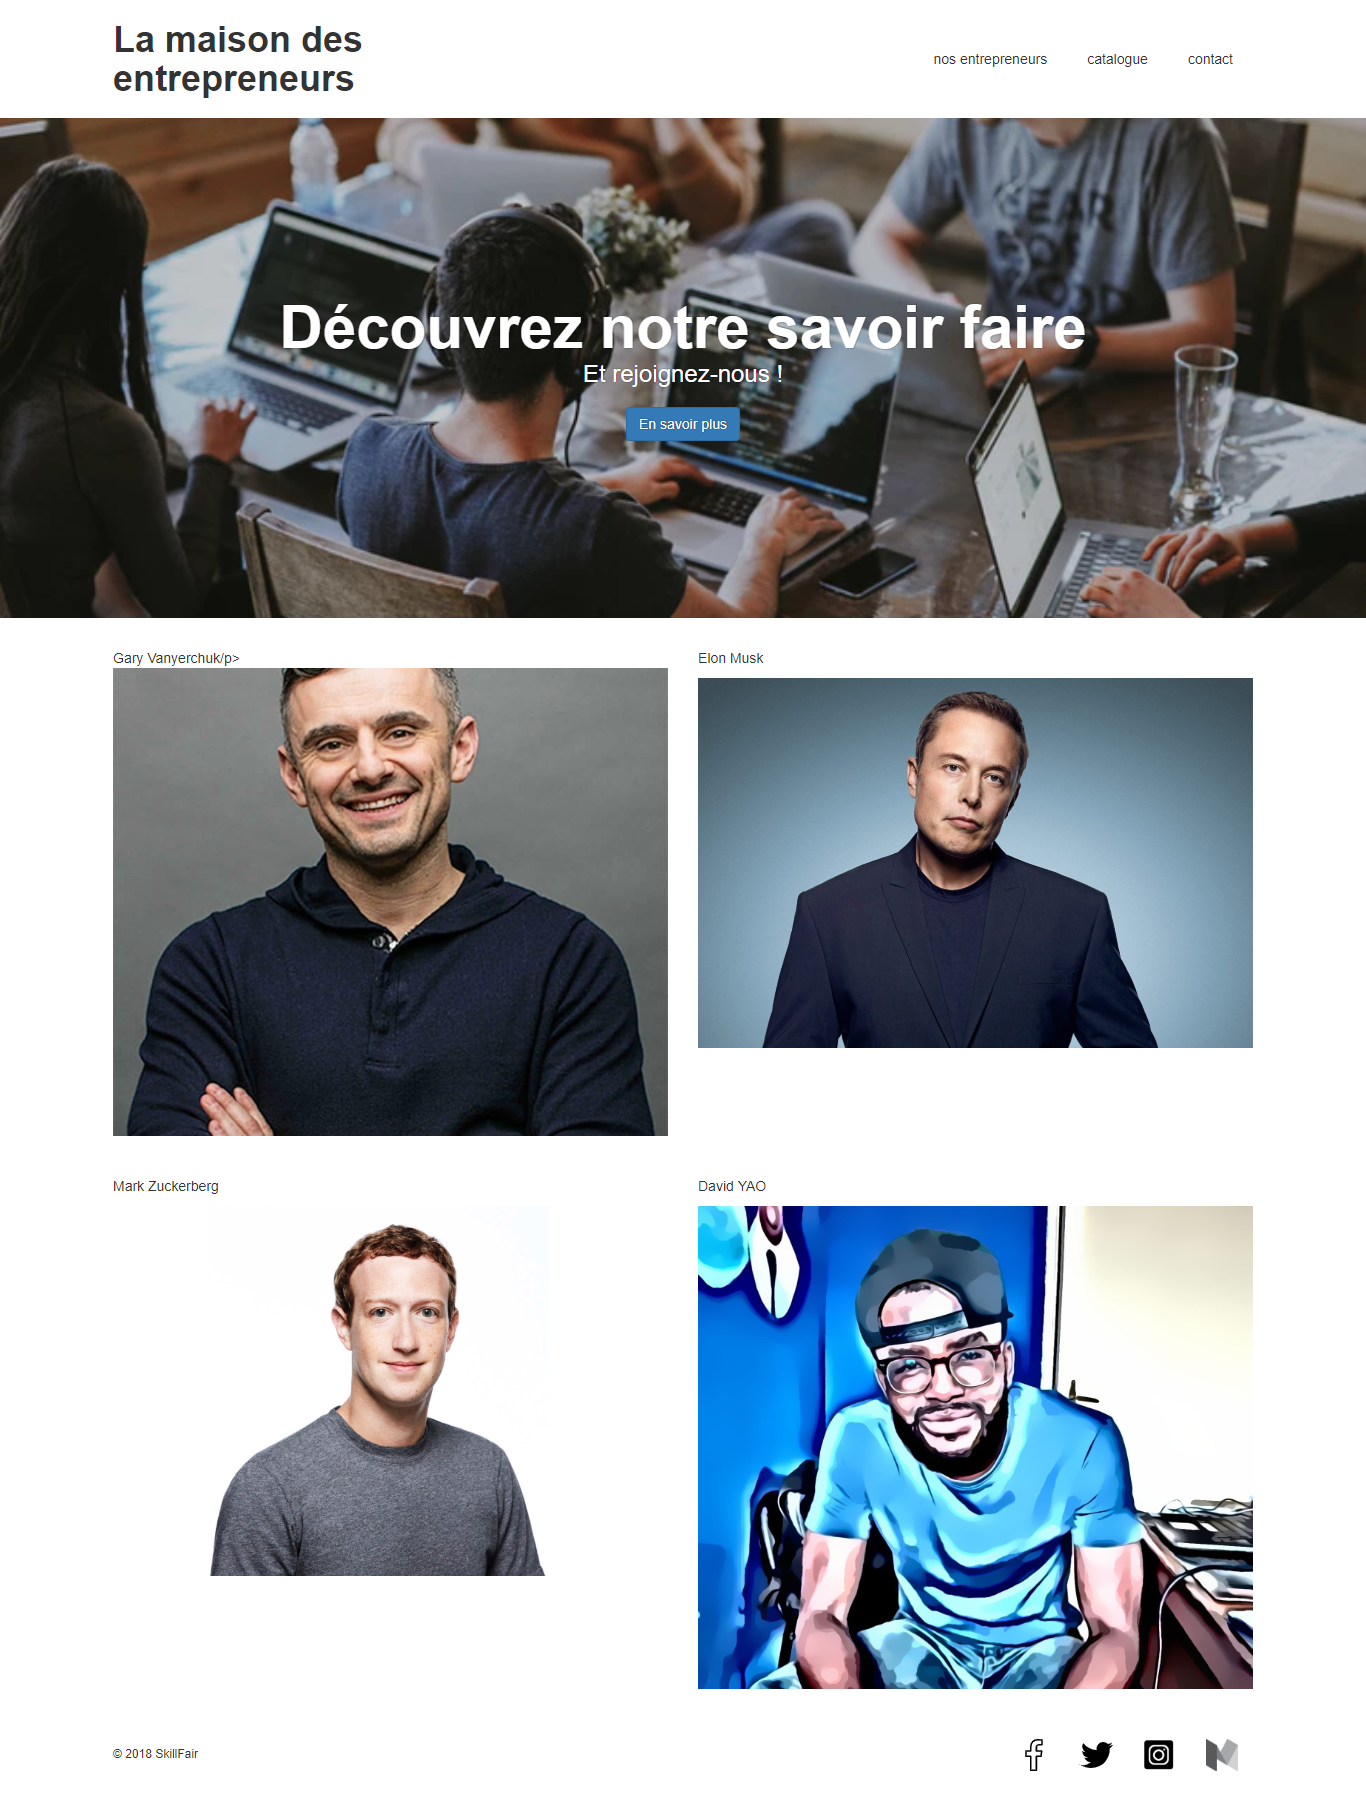 La maison des
entrepreneurs
nos entrepreneurs
catalogue
contact
Découvrez notre savoir faire
Et rejoignez-nous !
En savoir plus
Gary Vanyerchuk/p>
Elon Musk
Mark Zuckerberg
David YAO
© 2018 SkillFair